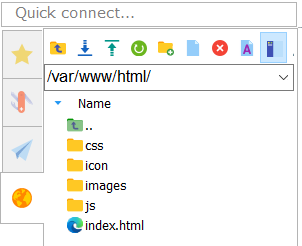 Quick connect...
/var/www/html/
Name
..
css
icon
images
js
index.html